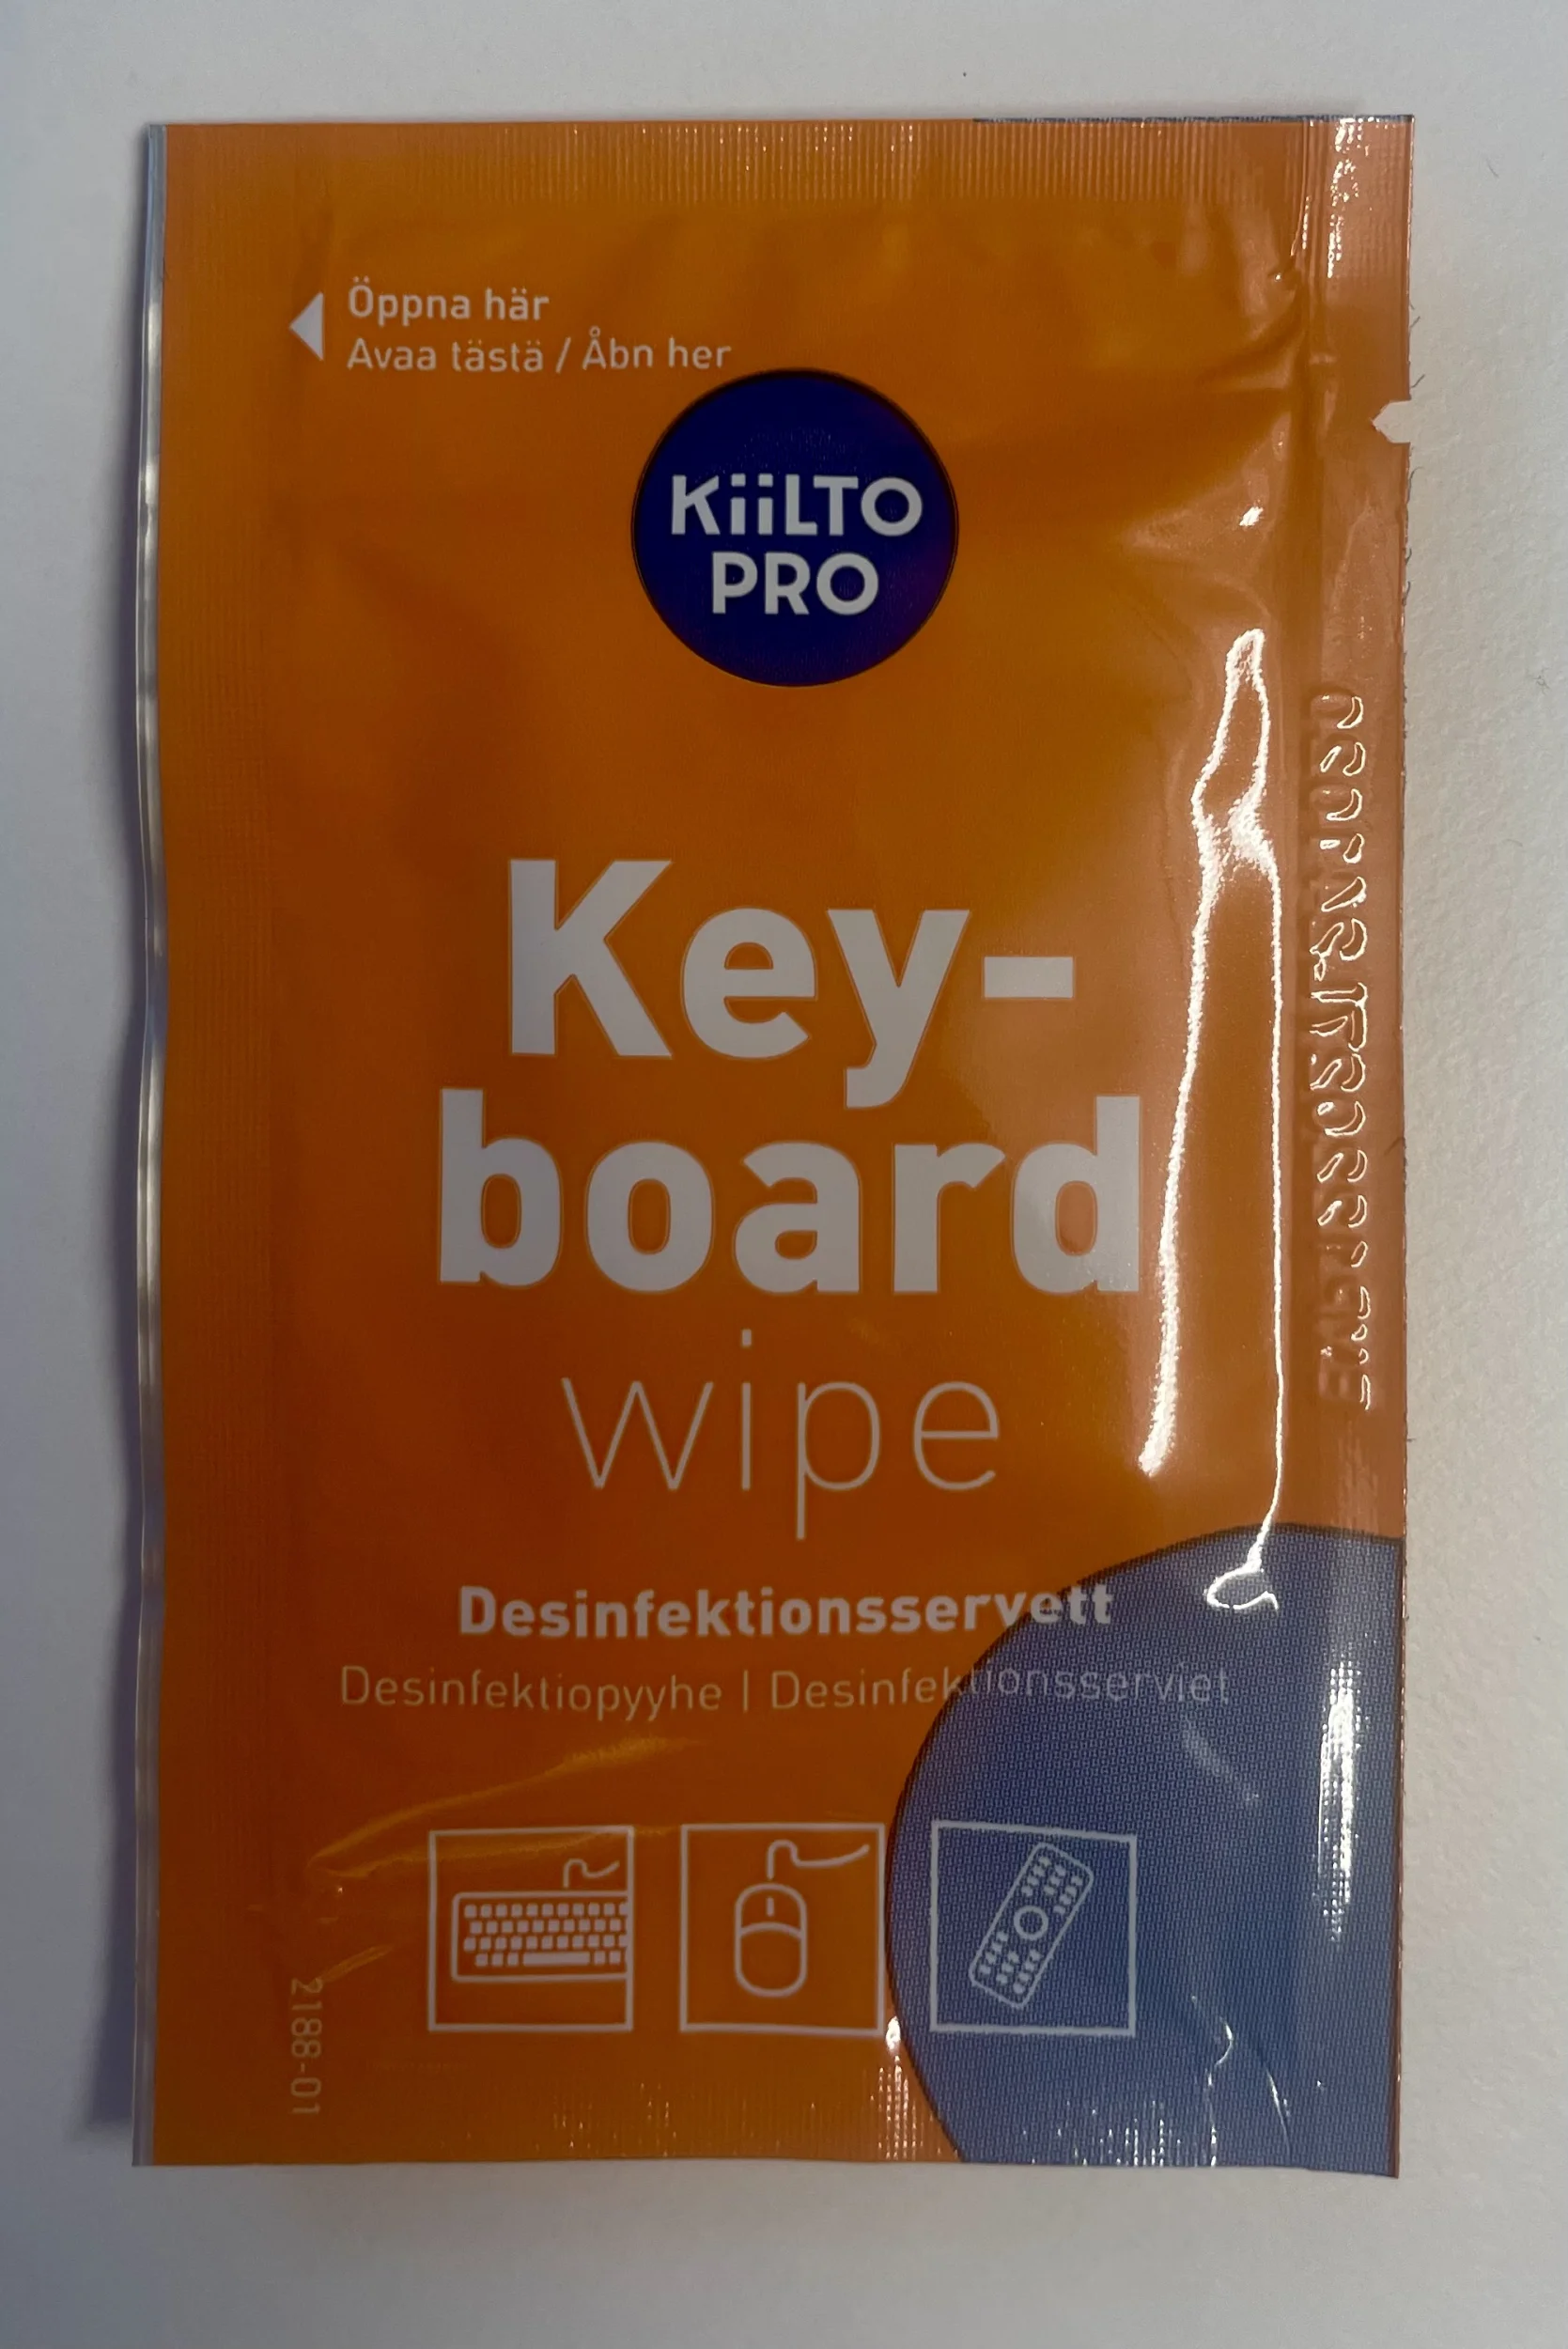 Öppna här
Avaa tästä / Åbn her
KiiLTO
PRO
Key-
board
wipe
Desinfektionsservett
Desinfektiopyyhe | Desinfektionsserviet
2188-01